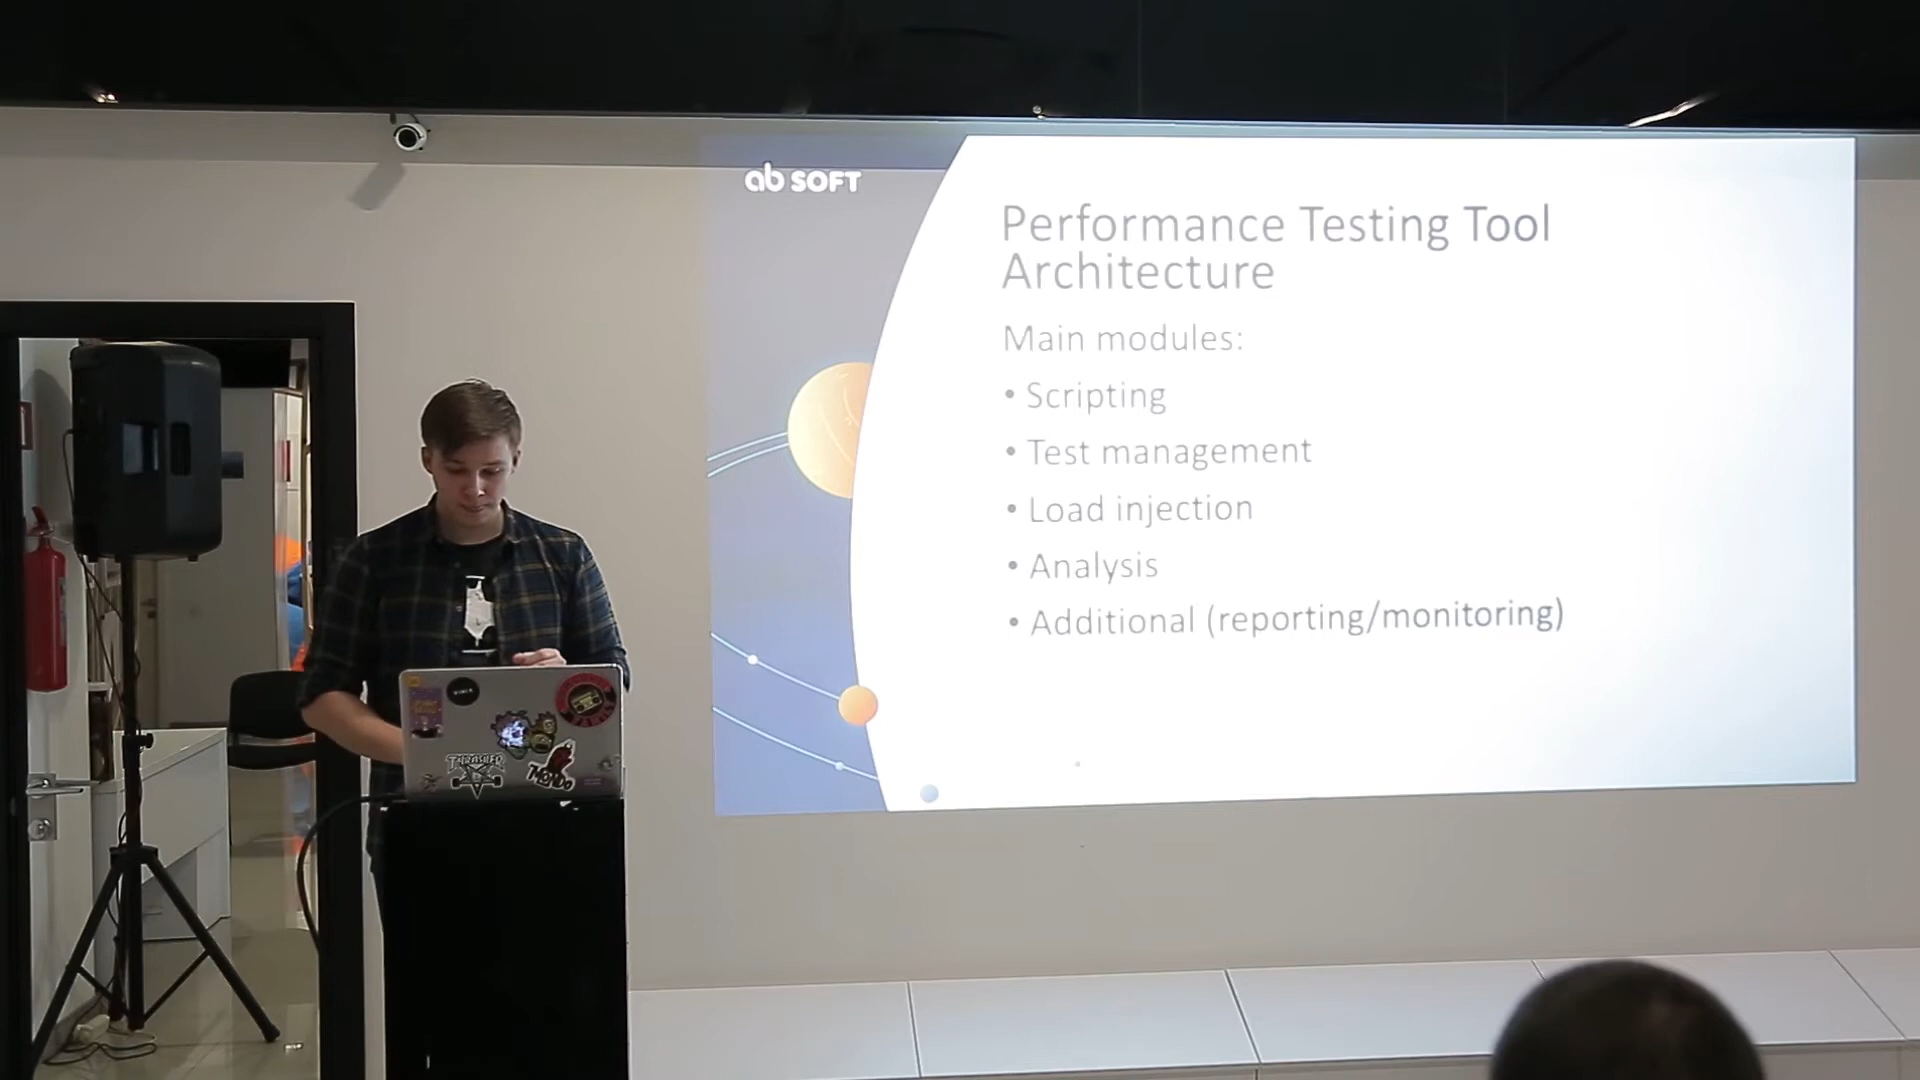 ab SOFT
Performance Testing Tool
Architecture
Main modules:
• Scripting
• Test management
• Load injection
• Analysis
• Additional (reporting/monitoring)
THRASHER